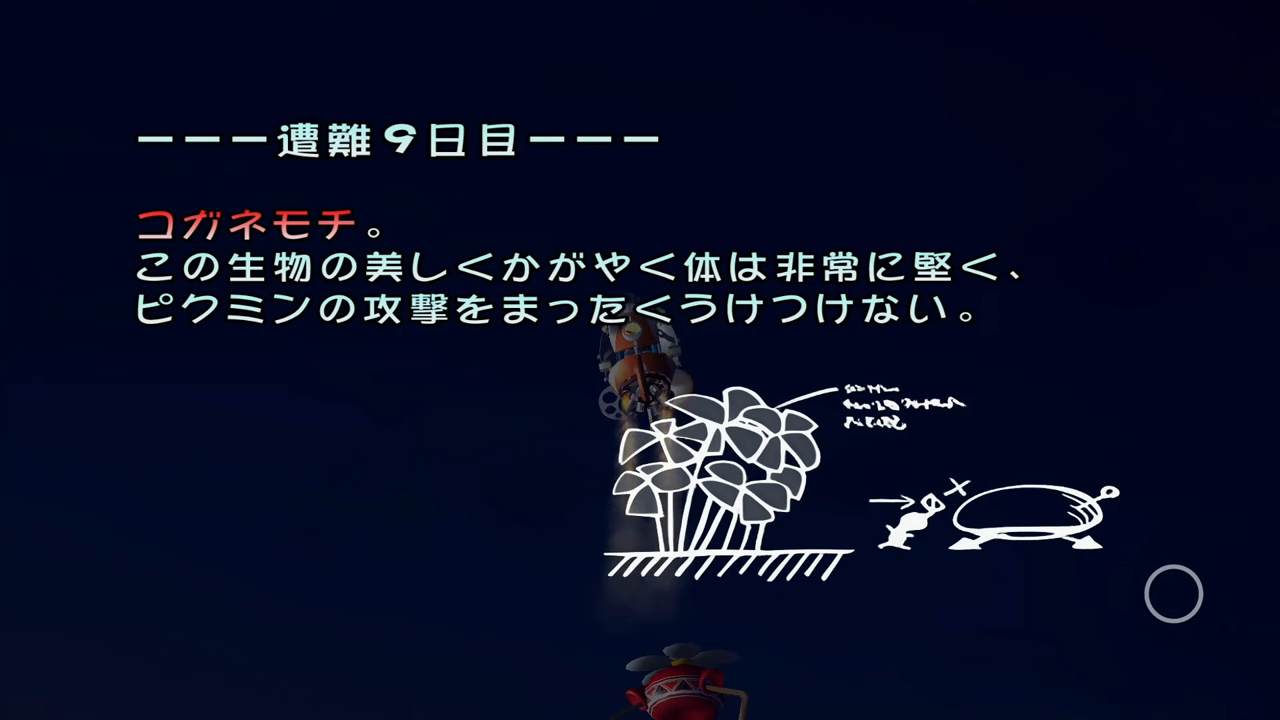 ーーー遭難9日目ーーー
コガネモチ。
この生物の美しくかがやく体は非常に堅く、
ピクミンの攻撃をまったくうけつけない。